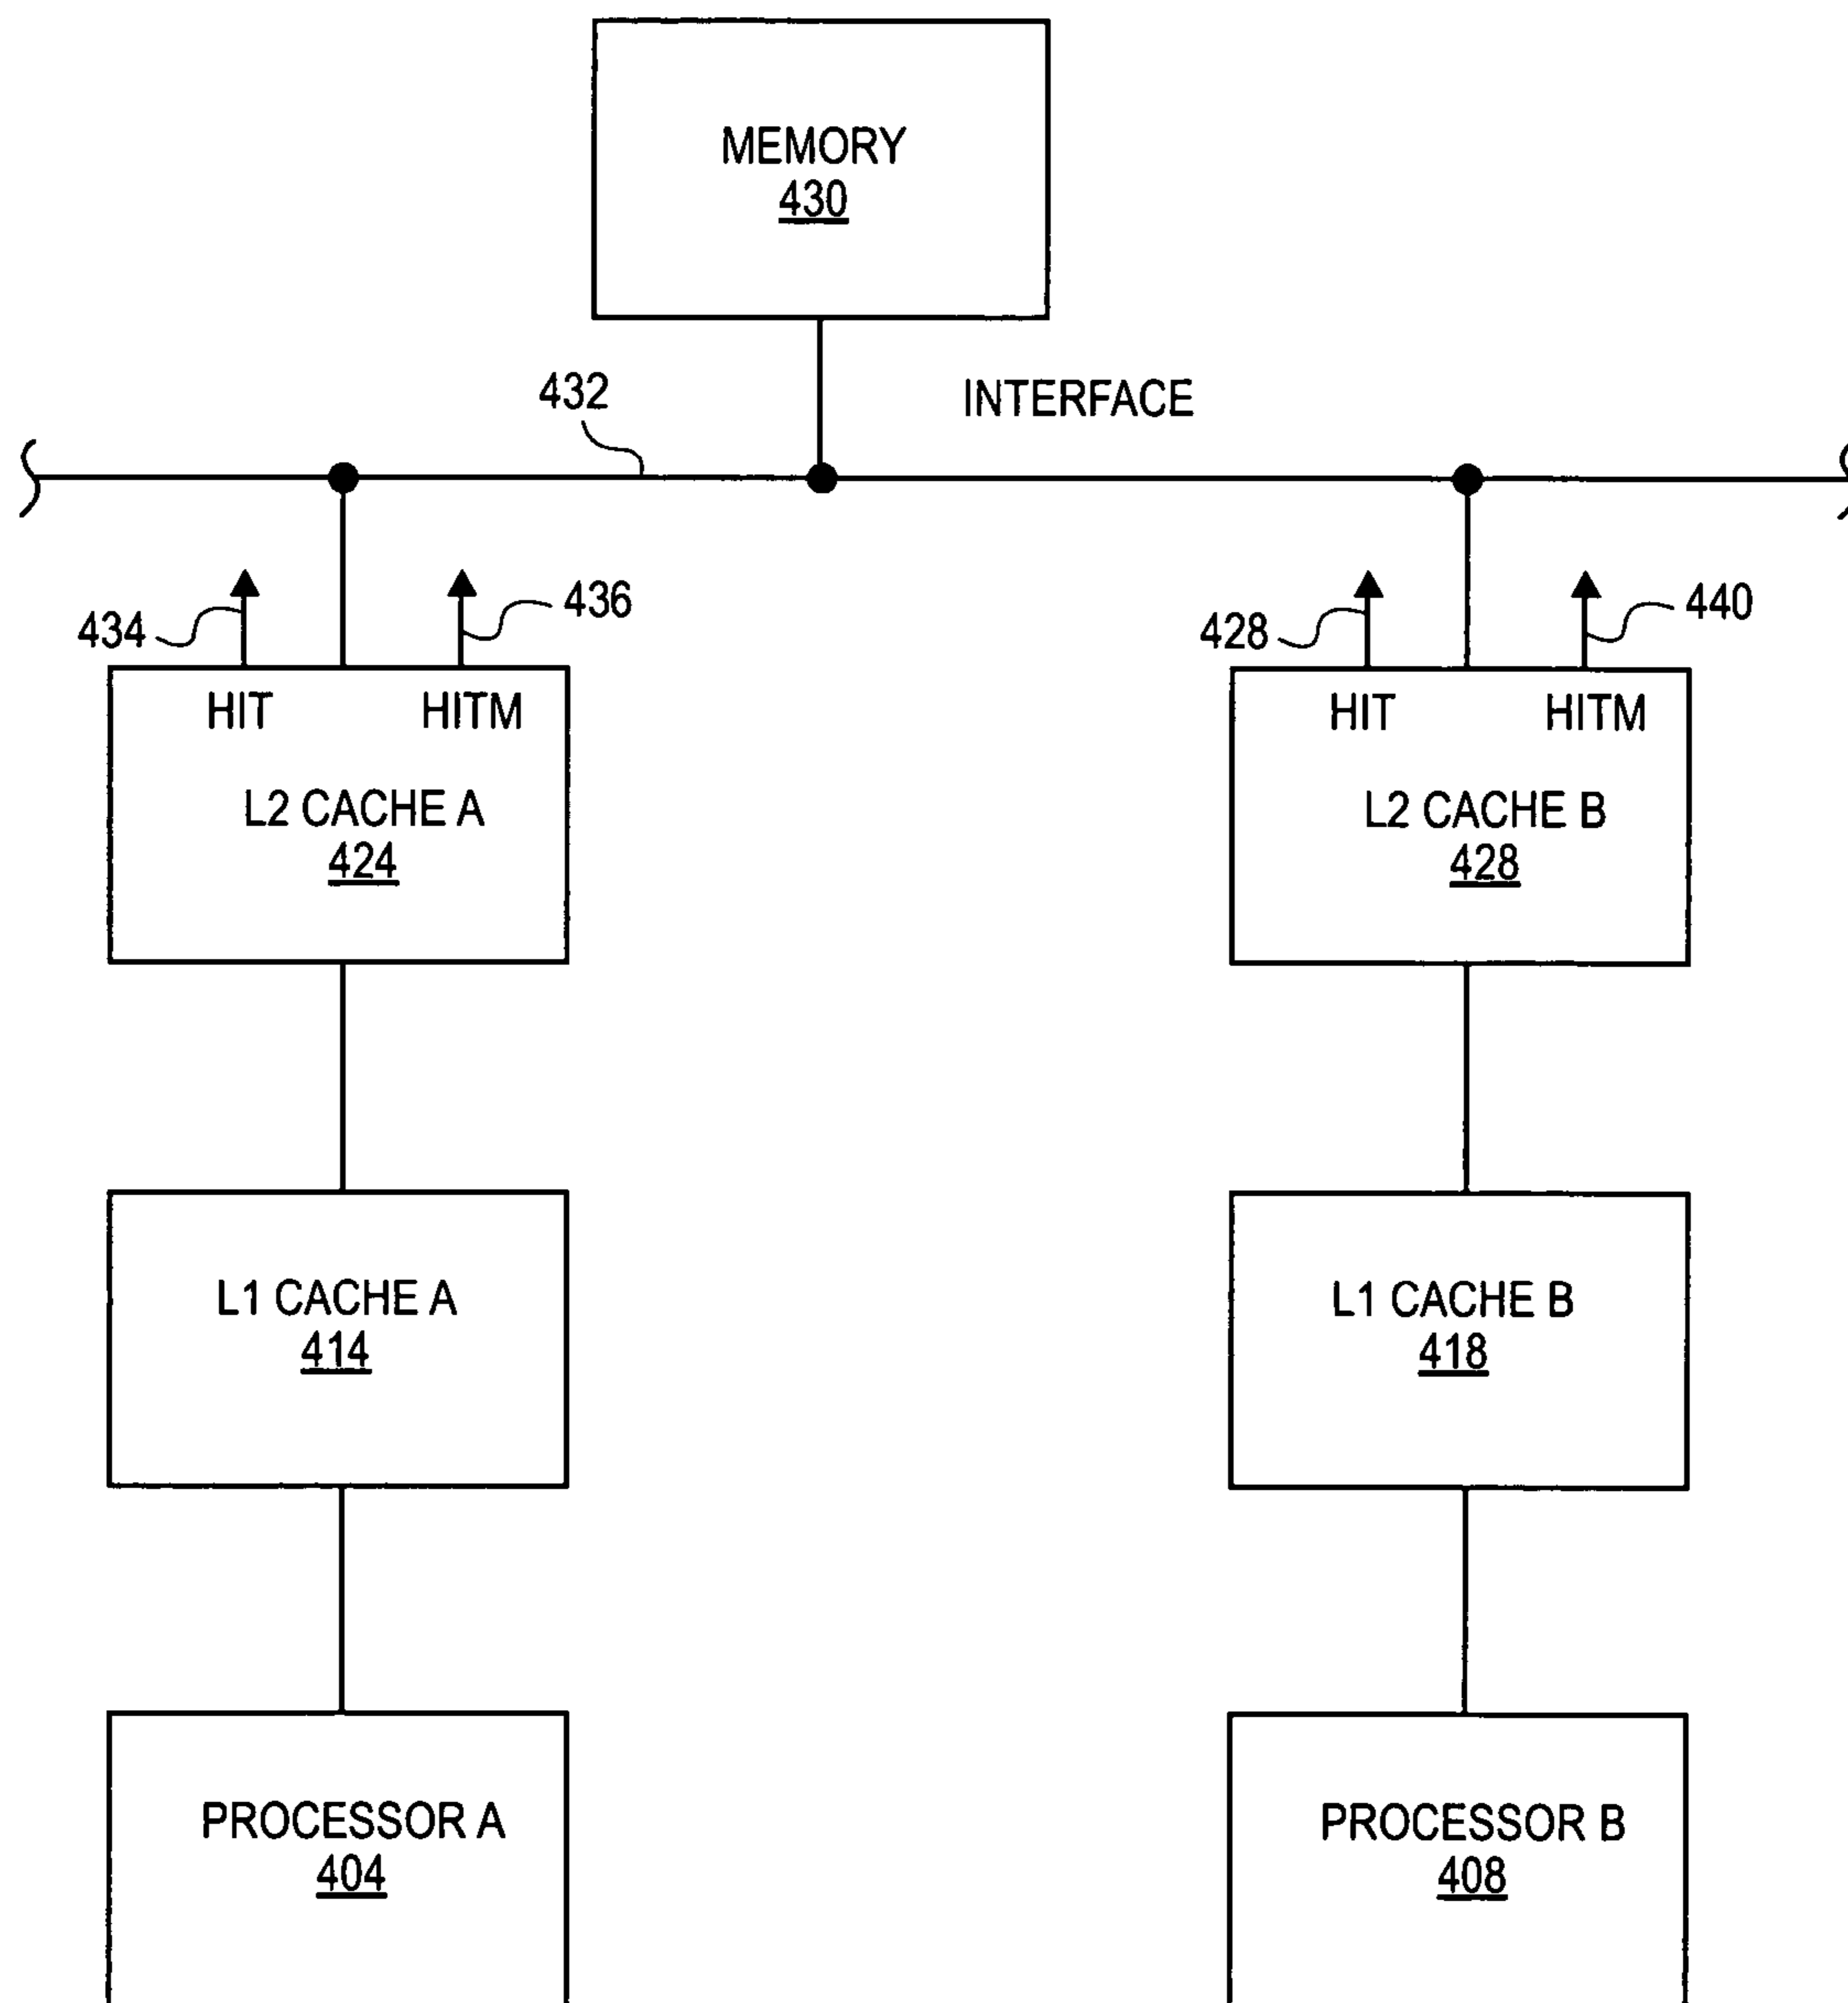 MEMORY
430
432
INTERFACE
434
436
428
440
HIT
HITM
HIT
HITM
L2 CACHE A
424
L2 CACHE B
428
L1 CACHE A
414
L1 CACHE B
418
PROCESSOR A
404
PROCESSOR B
408